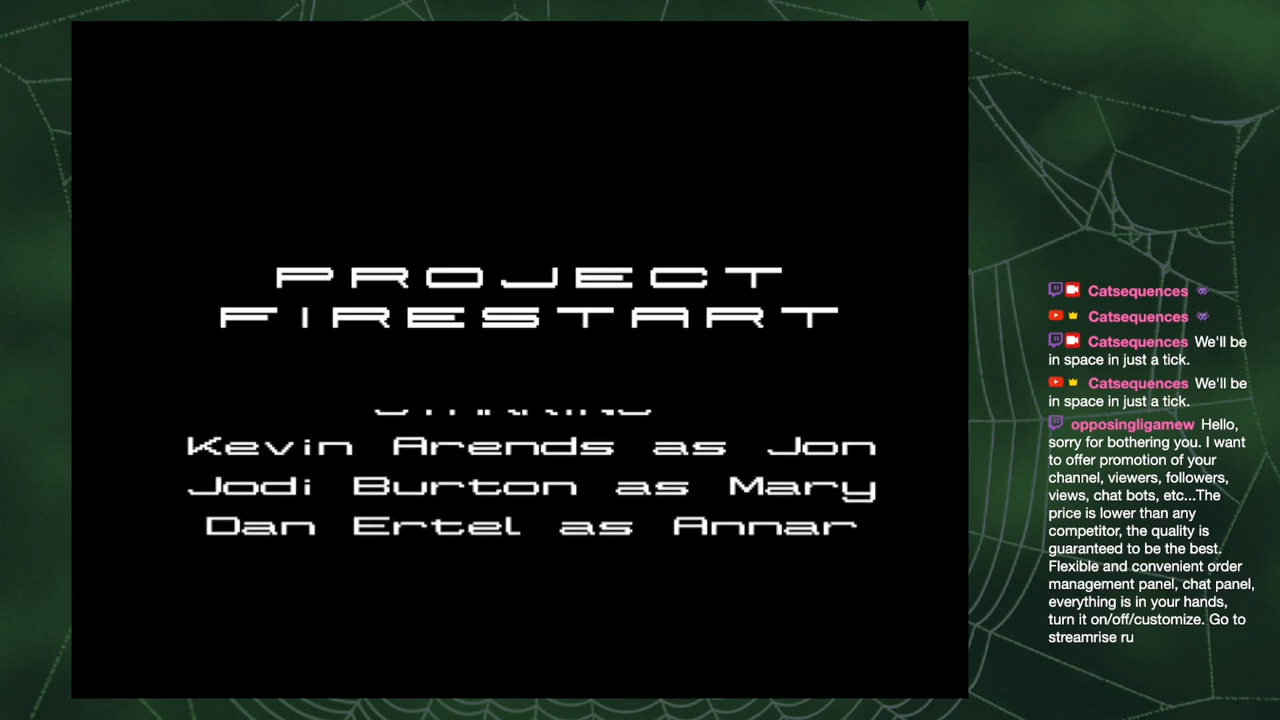 PROJECT
FIRESTART
Kevin Arends as Jon
Jodi Burton as Mary
Dan Ertel as Annar
Catsequences
Catsequences
Catsequences We'll be
in space in just a tick.
Catsequences We'll be
in space in just a tick.
opposingligamew Hello,
sorry for bothering you. I want
to offer promotion of your
channel, viewers, followers,
views, chat bots, etc...The
price is lower than any
competitor, the quality is
guaranteed to be the best.
Flexible and convenient order
management panel, chat panel,
everything is in your hands,
turn it on/off/customize. Go to
streamrise ru